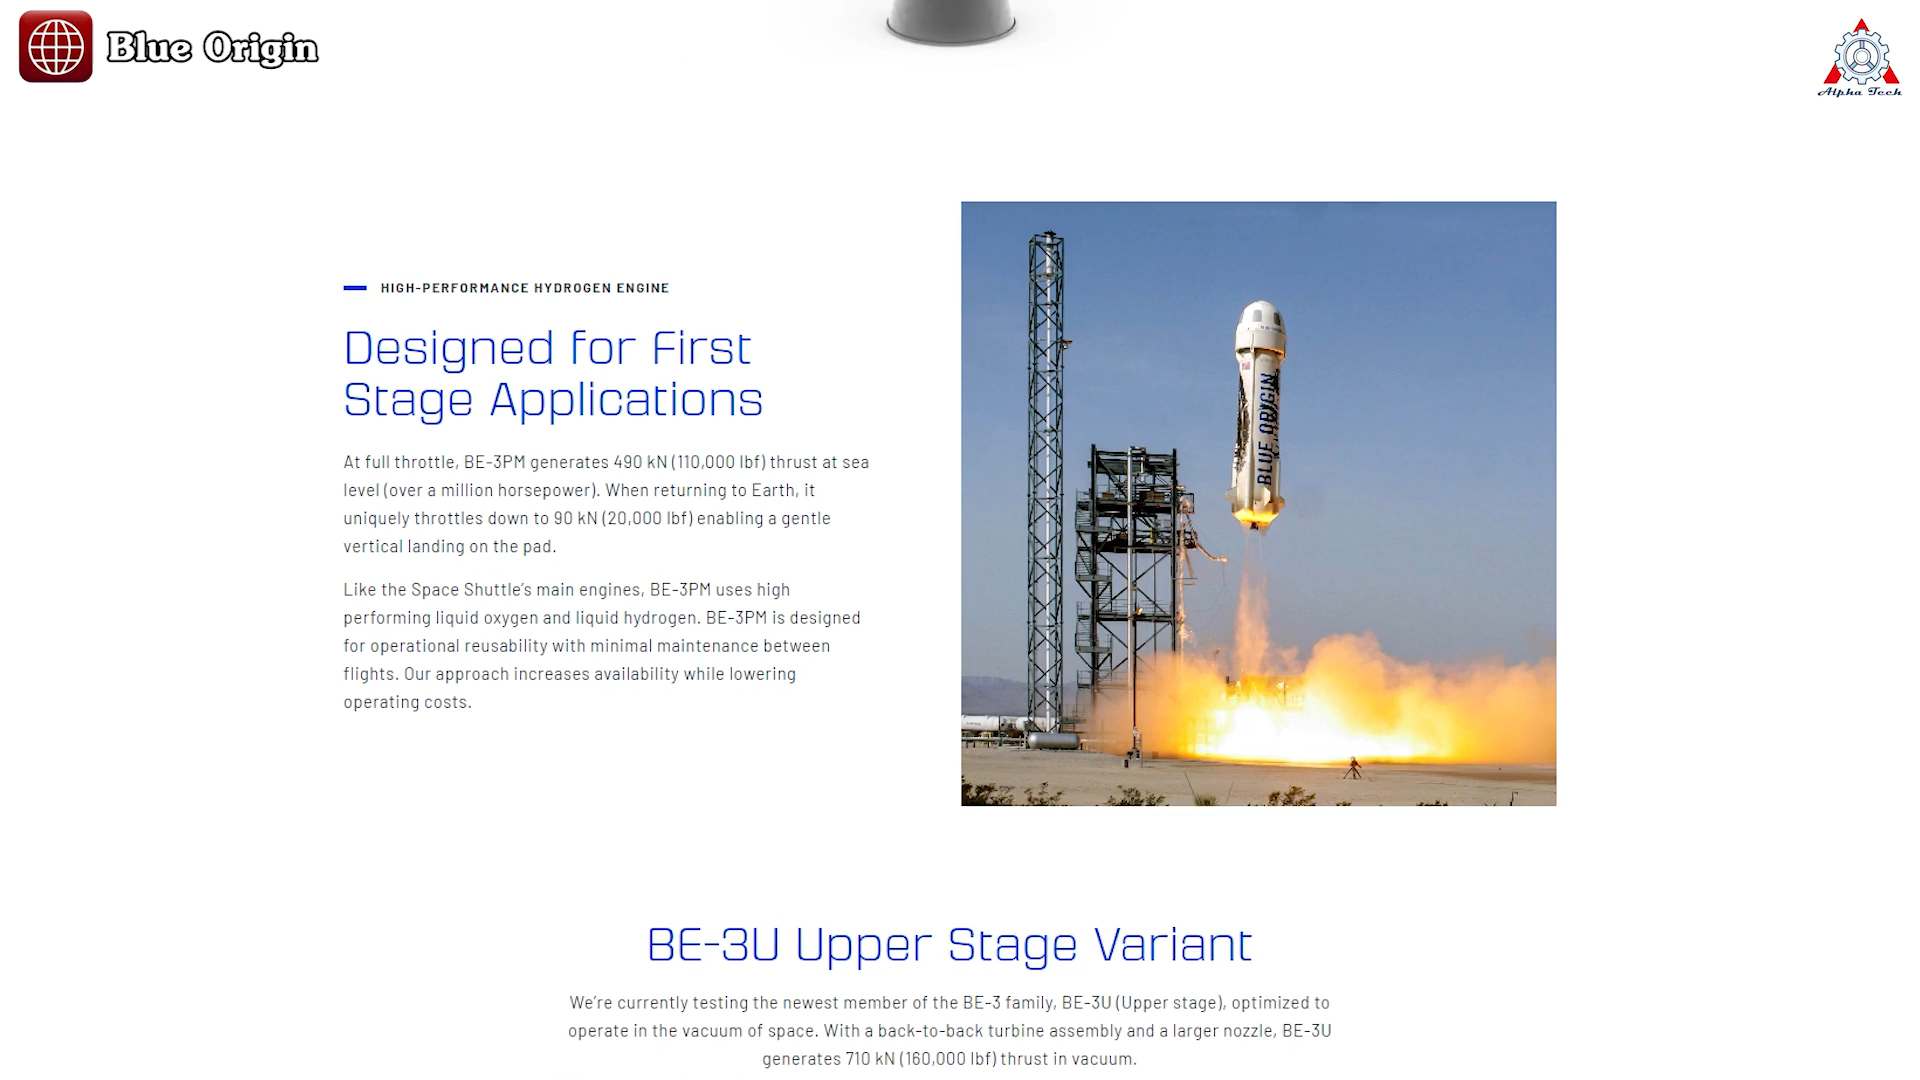 Blue Origin
Alpha Tech
HIGH-PERFORMANCE HYDROGEN ENGINE
Designed for First
Stage Applications
At full throttle, BE-3PM generates 490 kN (110,000 lbf) thrust at sea
level (over a million horsepower). When returning to Earth, it
uniquely throttles down to 90 kN (20,000 lbf) enabling a gentle
vertical landing on the pad.
Like the Space Shuttle’s main engines, BE-3PM uses high
performing liquid oxygen and liquid hydrogen. BE-3PM is designed
for operational reusability with minimal maintenance between
flights. Our approach increases availability while lowering
operating costs.
BLUE ORIGIN
BE-3U Upper Stage Variant
We’re currently testing the newest member of the BE-3 family, BE-3U (Upper stage), optimized to
operate in the vacuum of space. With a back-to-back turbine assembly and a larger nozzle, BE-3U
generates 710 kN (160,000 lbf) thrust in vacuum.